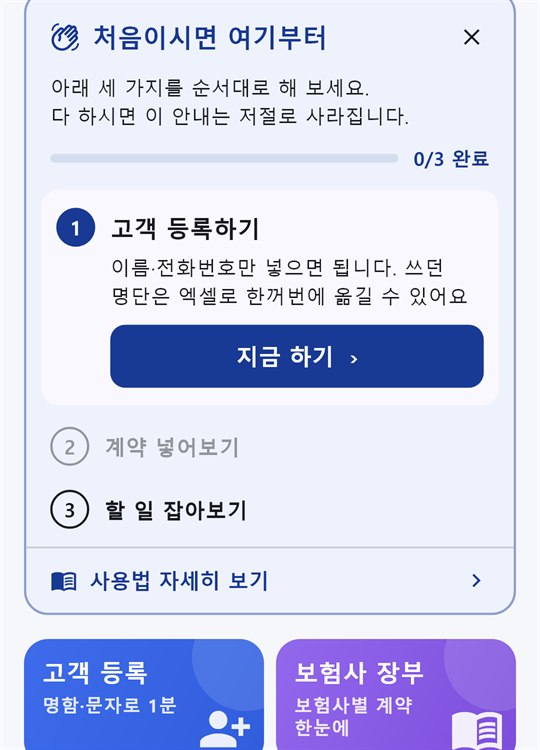 처음이시면 여기부터
아래 세 가지를 순서대로 해 보세요.
다 하시면 이 안내는 저절로 사라집니다.
0/3 완료
1 고객 등록하기
이름·전화번호만 넣으면 됩니다. 쓰던
명단은 엑셀로 한꺼번에 옮길 수 있어요
지금 하기 ›
2 계약 넣어보기
3 할 일 잡아보기
사용법 자세히 보기
고객 등록
명함·문자로 1분
보험사 장부
보험사별 계약
한눈에